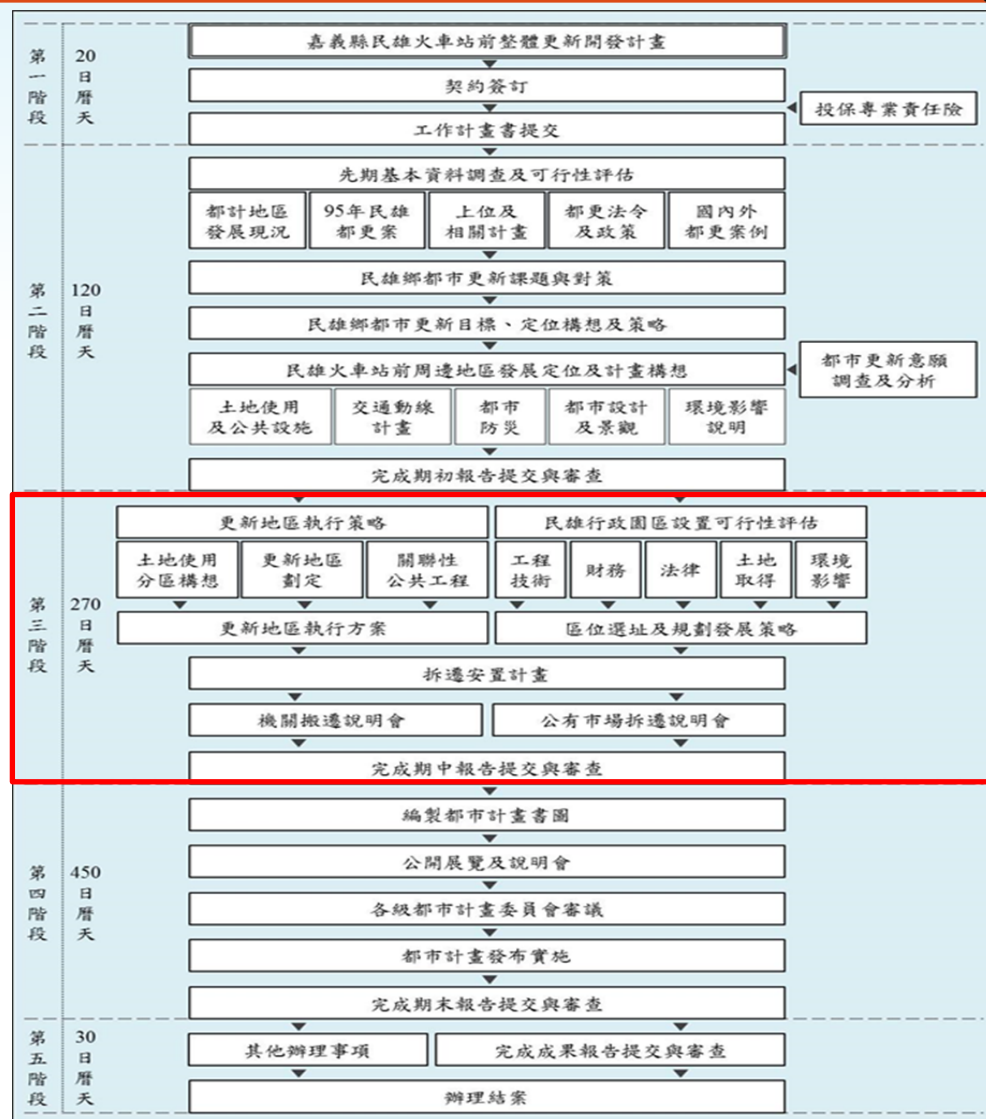 第一階段
20日曆天
嘉義縣民雄火車站前整體更新開發計畫
契約簽訂
投保專業責任險
工作計畫書提交
第二階段
120日曆天
先期基本資料調查及可行性評估
都計地區
發展現況
95年民雄
都更案
上位及
相關計畫
都更法令
及政策
國內外
都更案例
民雄鄉都市更新課題與對策
民雄鄉都市更新目標、定位構想及策略
民雄火車站前周邊地區發展定位及計畫構想
都市更新意願
調查及分析
土地使用
及公共設施
交通動線
計畫
都市
防災
都市設計
及景觀
環境影響
說明
完成期初報告提交與審查
第三階段
270日曆天
更新地區執行策略
民雄行政園區設置可行性評估
土地使用
分區構想
更新地區
劃定
關聯性
公共工程
工程
技術
財務
法律
土地
取得
環境
影響
更新地區執行方案
區位選址及規劃發展策略
拆遷安置計畫
機關搬遷說明會
公有市場拆遷說明會
完成期中報告提交與審查
第四階段
450日曆天
編製都市計畫書圖
公開展覽及說明會
各級都市計畫委員會審議
都市計畫發布實施
完成期末報告提交與審查
第五階段
30日曆天
其他辦理事項
完成成果報告提交與審查
辦理結案